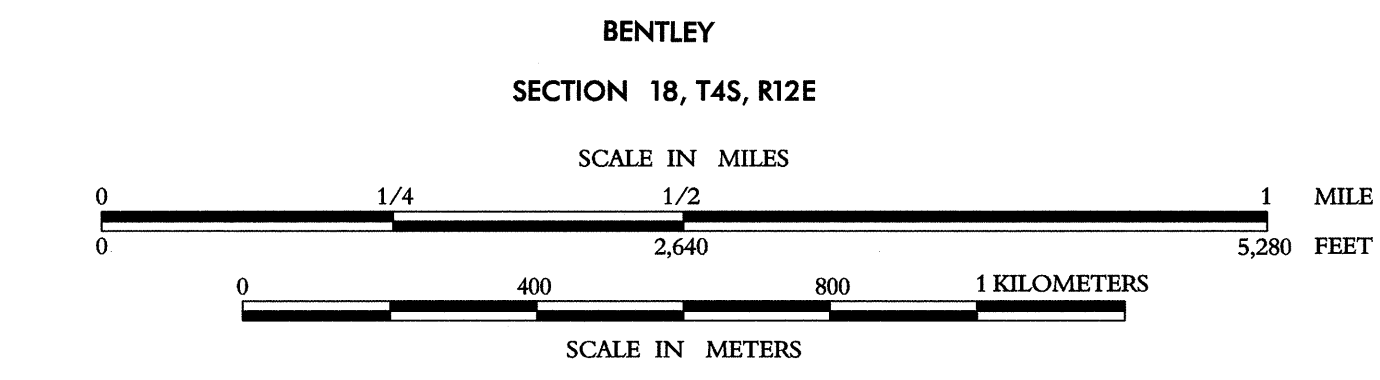 BENTLEY
SECTION 18, T4S, R12E
SCALE IN MILES
0 1/4 1/2 1 MILE
0 2,640 5,280 FEET
0 400 800 1 KILOMETERS
SCALE IN METERS